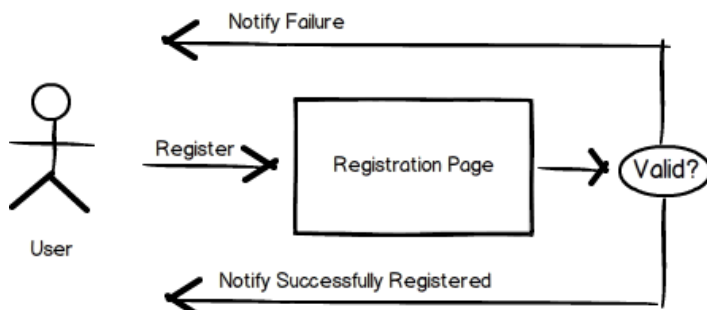 Notify Failure
Register
Registration Page
Valid?
User
Notify Successfully Registered